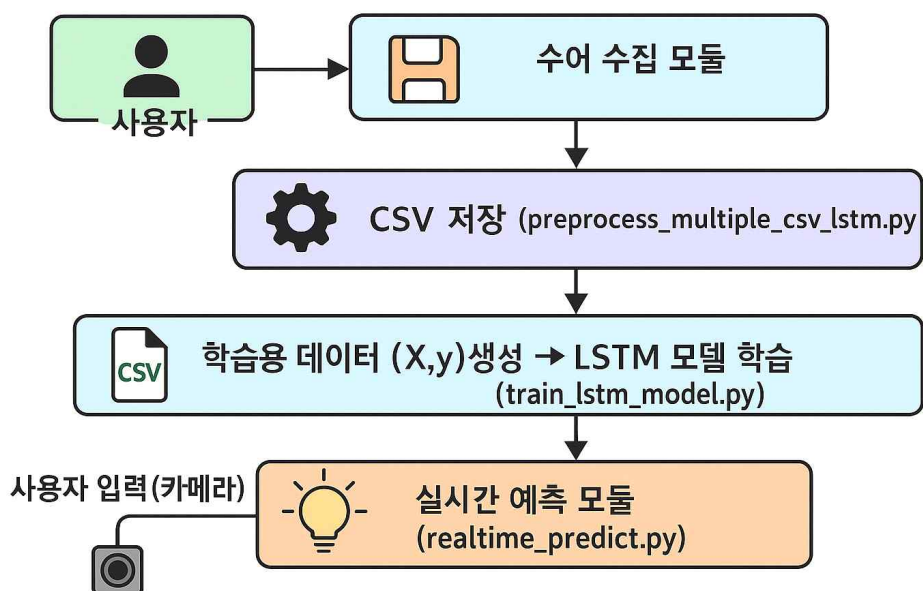 사용자
수어 수집 모듈
CSV 저장 (preprocess_multiple_csv_lstm.py
CSV
학습용 데이터 (X,y)생성 → LSTM 모델 학습
(train_lstm_model.py)
사용자 입력(카메라)
실시간 예측 모둘
(realtime_predict.py)